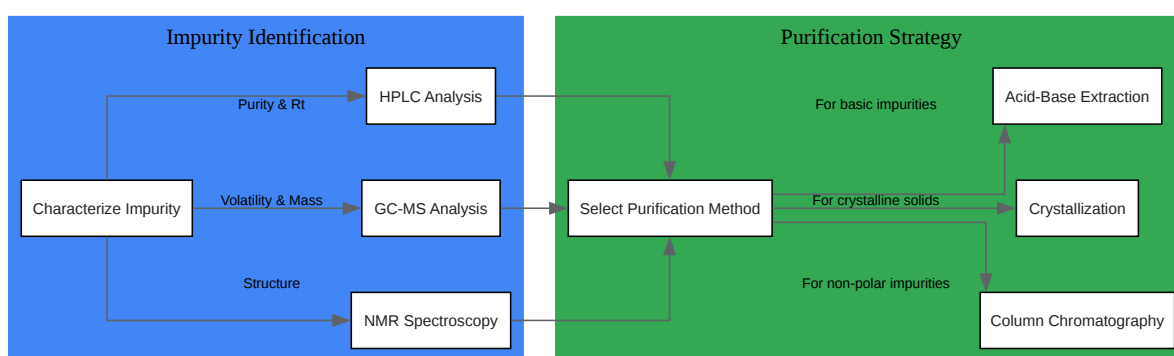 Impurity Identification
Purification Strategy
HPLC Analysis
Acid-Base Extraction
Purity & Rt
For basic impurities
Characterize Impurity
Volatility & Mass
GC-MS Analysis
Select Purification Method
For crystalline solids
Crystallization
Structure
For non-polar impurities
NMR Spectroscopy
Column Chromatography